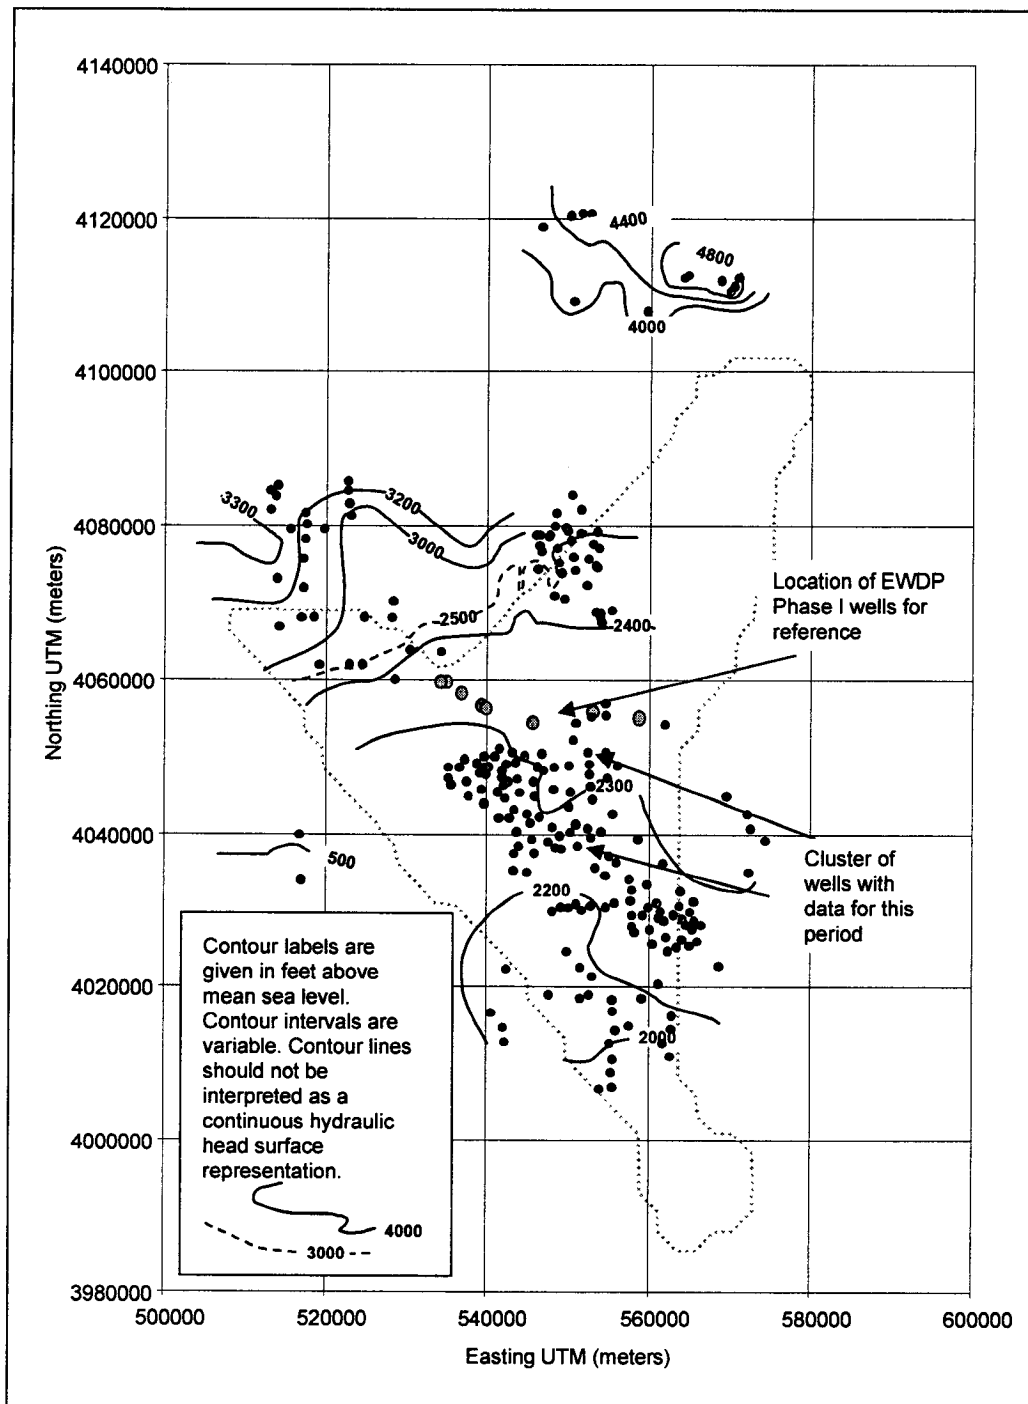 4140000
4120000
4100000
4080000
4060000
4040000
4020000
4000000
3980000
Northing UTM (meters)
500000
520000
540000
560000
580000
600000
Easting UTM (meters)
4400
4800
4000
3300
3200
3000
2500
2400
2300
500
2200
2000
Location of EWDP
Phase I wells for
reference
Cluster of
wells with
data for this
period
Contour labels are
given in feet above
mean sea level.
Contour intervals are
variable. Contour lines
should not be
interpreted as a
continuous hydraulic
head surface
representation.
4000
3000